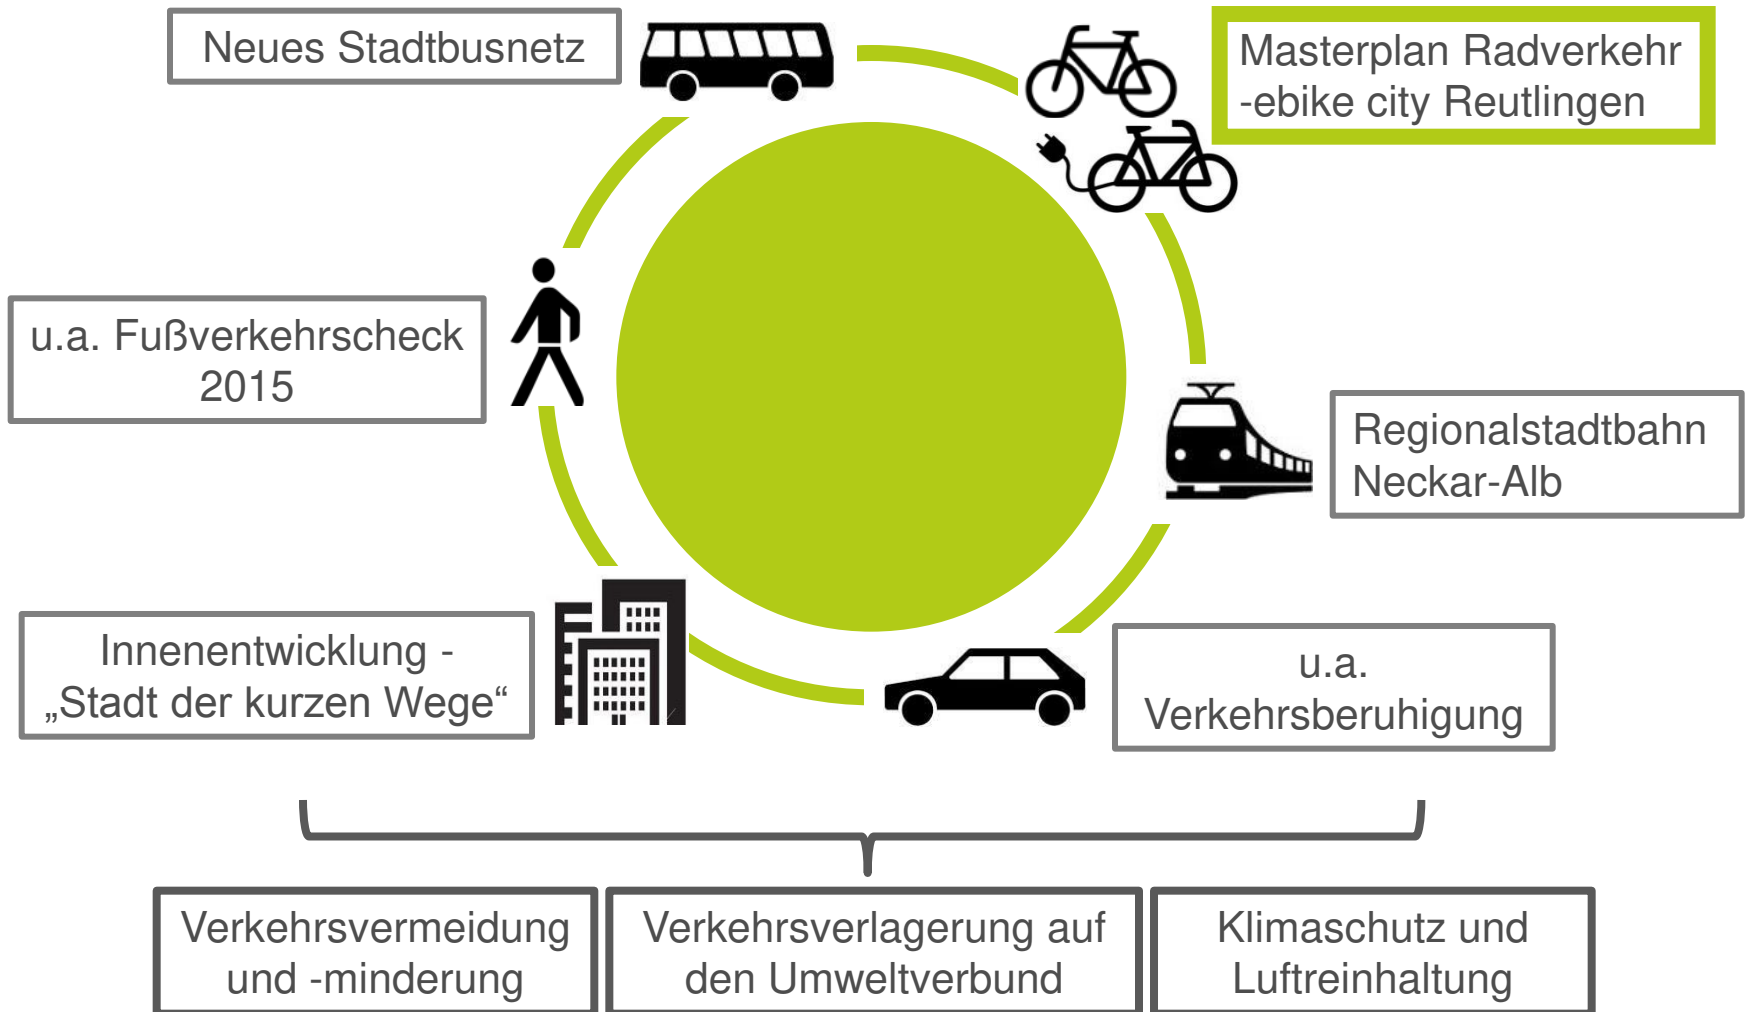 Neues Stadtbusnetz
Masterplan Radverkehr
-ebike city Reutlingen
u.a. Fußverkehrscheck
2015
Regionalstadtbahn
Neckar-Alb
Innenentwicklung -
„Stadt der kurzen Wege“
u.a.
Verkehrsberuhigung
Verkehrsvermeidung
und -minderung
Verkehrsverlagerung auf
den Umweltverbund
Klimaschutz und
Luftreinhaltung